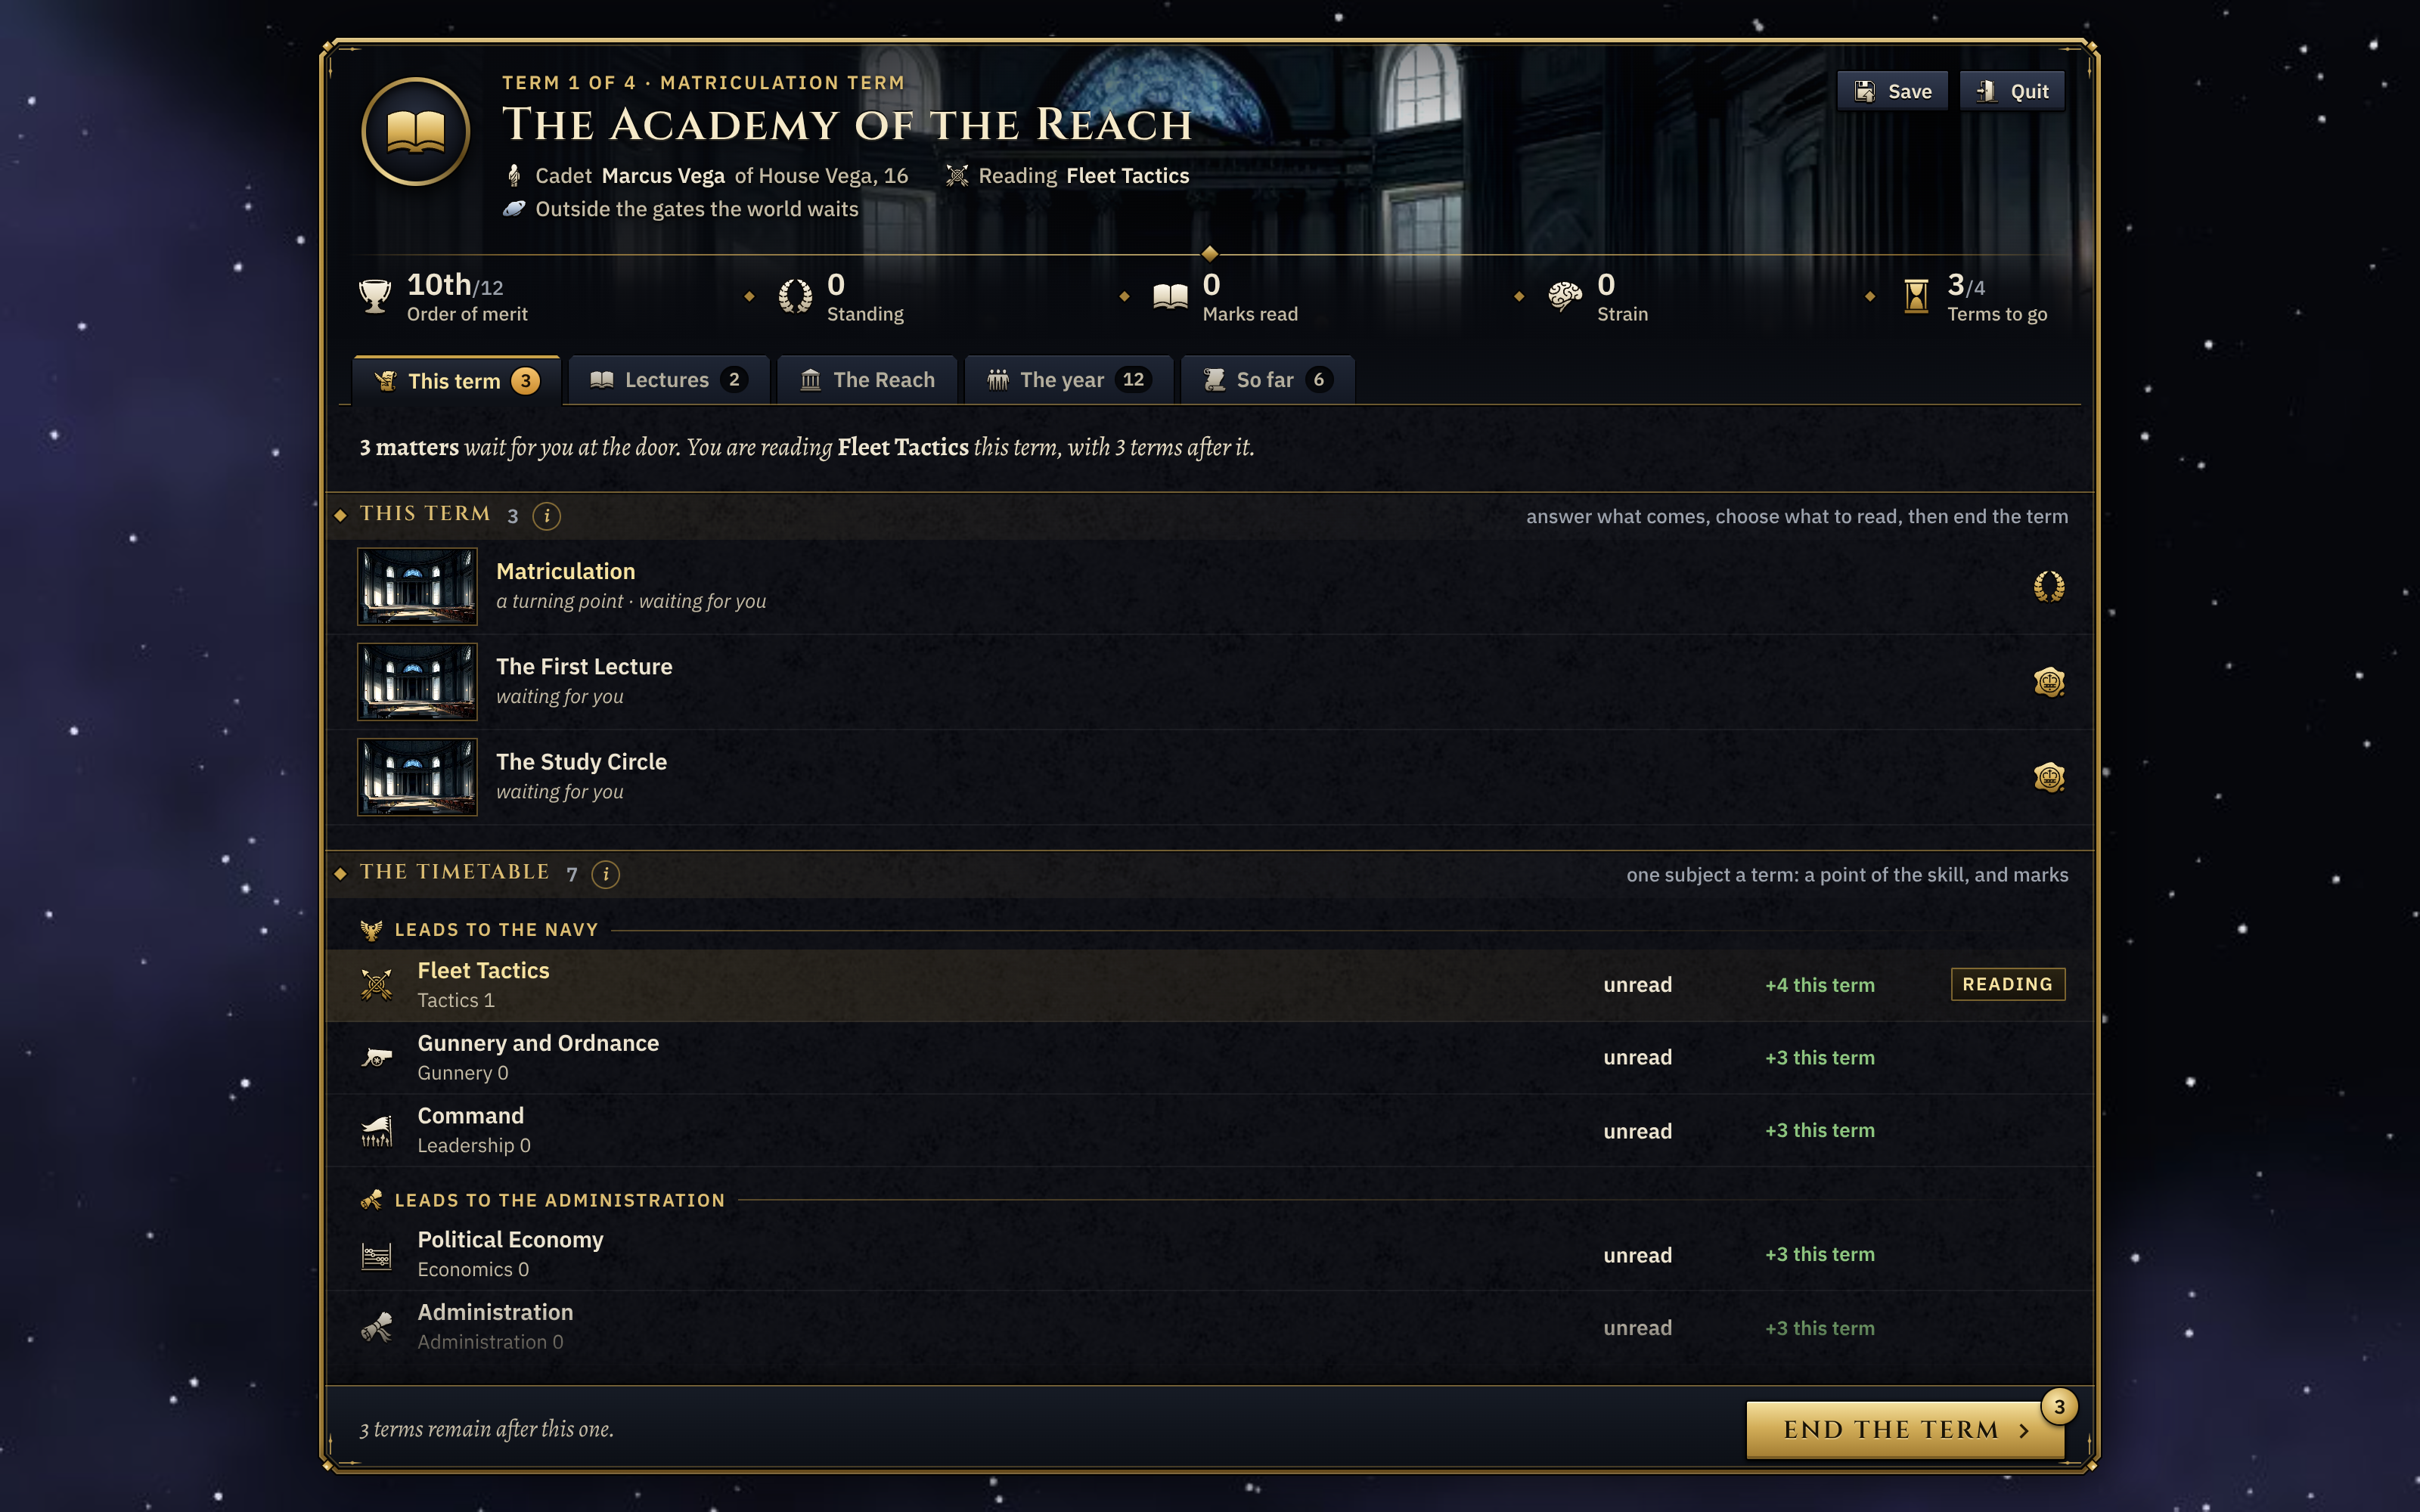 TERM 1 OF 4 · MATRICULATION TERM
THE ACADEMY OF THE REACH
Cadet Marcus Vega of House Vega, 16 Reading Fleet Tactics
Outside the gates the world waits
Save Quit
10th/12 0 0 0 3/4
Order of merit Standing Marks read Strain Terms to go
This term 3 Lectures 2 The Reach The year 12 So far 6
3 matters wait for you at the door. You are reading Fleet Tactics this term, with 3 terms after it.
THIS TERM 3 i answer what comes, choose what to read, then end the term
Matriculation
a turning point · waiting for you
The First Lecture
waiting for you
The Study Circle
waiting for you
THE TIMETABLE 7 i one subject a term: a point of the skill, and marks
LEADS TO THE NAVY
Fleet Tactics
Tactics 1
unread +4 this term READING
Gunnery and Ordnance
Gunnery 0
unread +3 this term
Command
Leadership 0
unread +3 this term
LEADS TO THE ADMINISTRATION
Political Economy
Economics 0
unread +3 this term
Administration
Administration 0
unread +3 this term
3 terms remain after this one.
END THE TERM 3